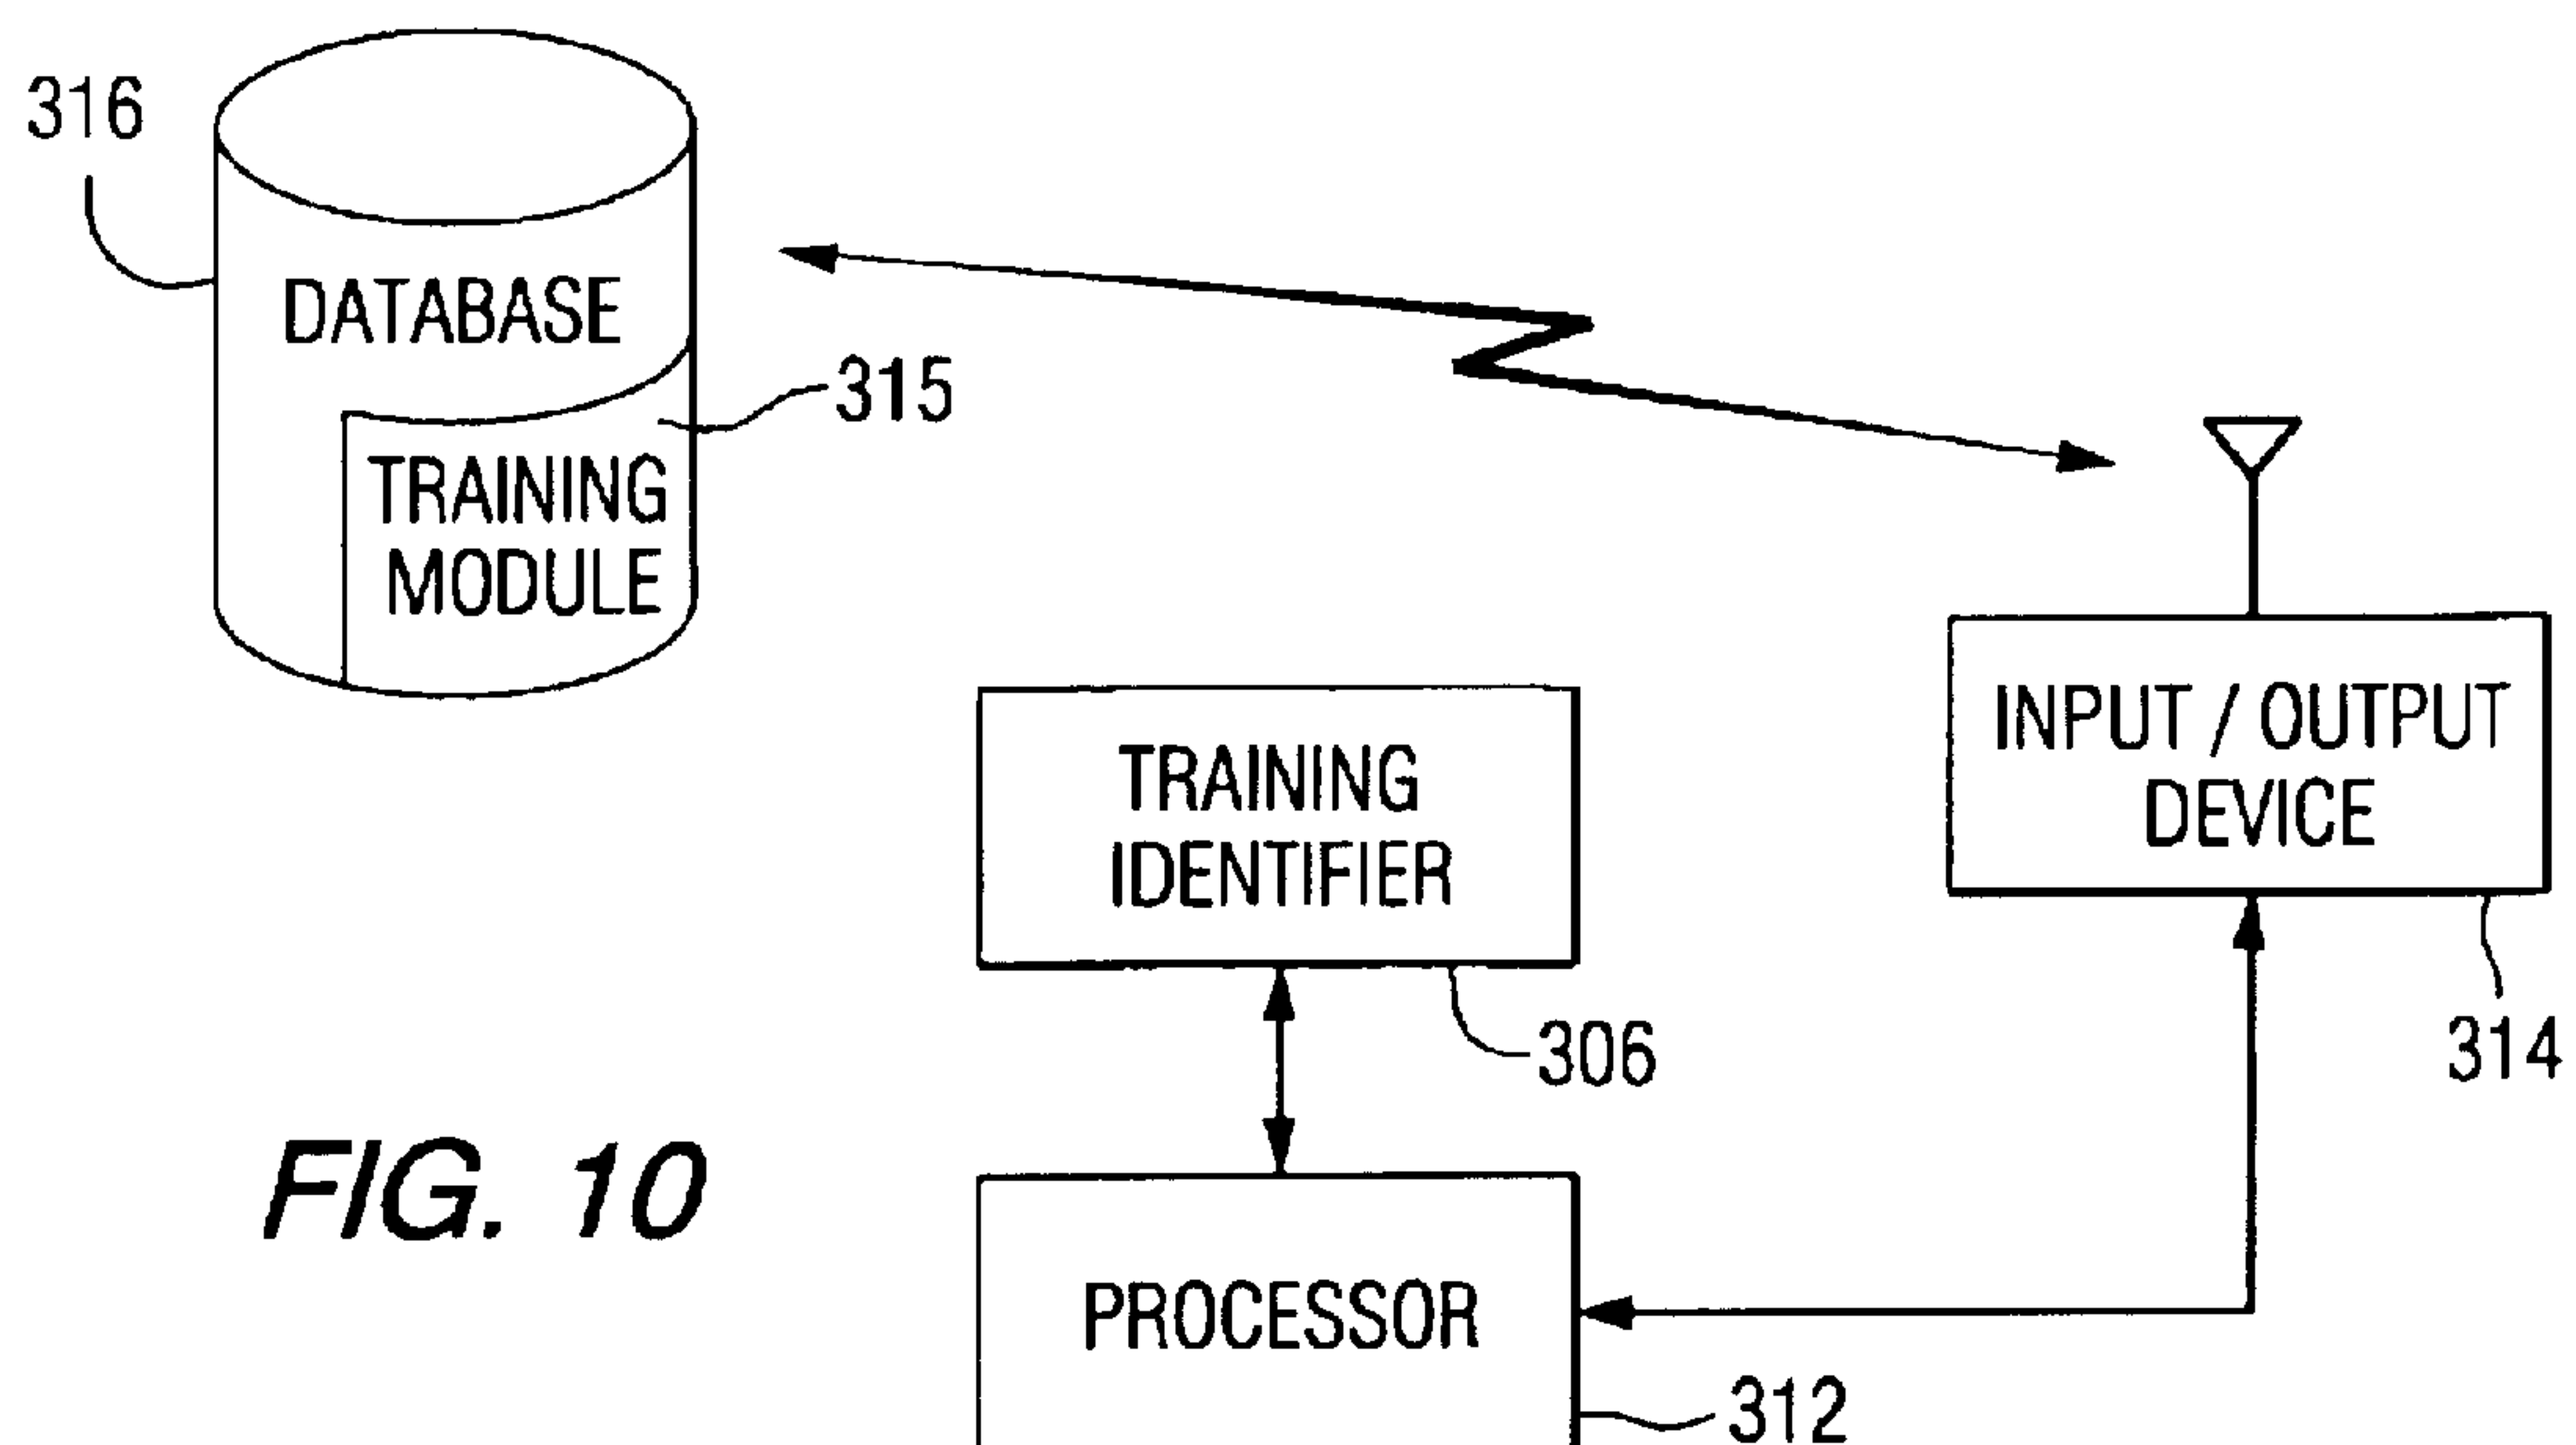 316
DATABASE
315
TRAINING
MODULE
INPUT / OUTPUT
DEVICE
314
TRAINING
IDENTIFIER
306
FIG. 10
PROCESSOR
312